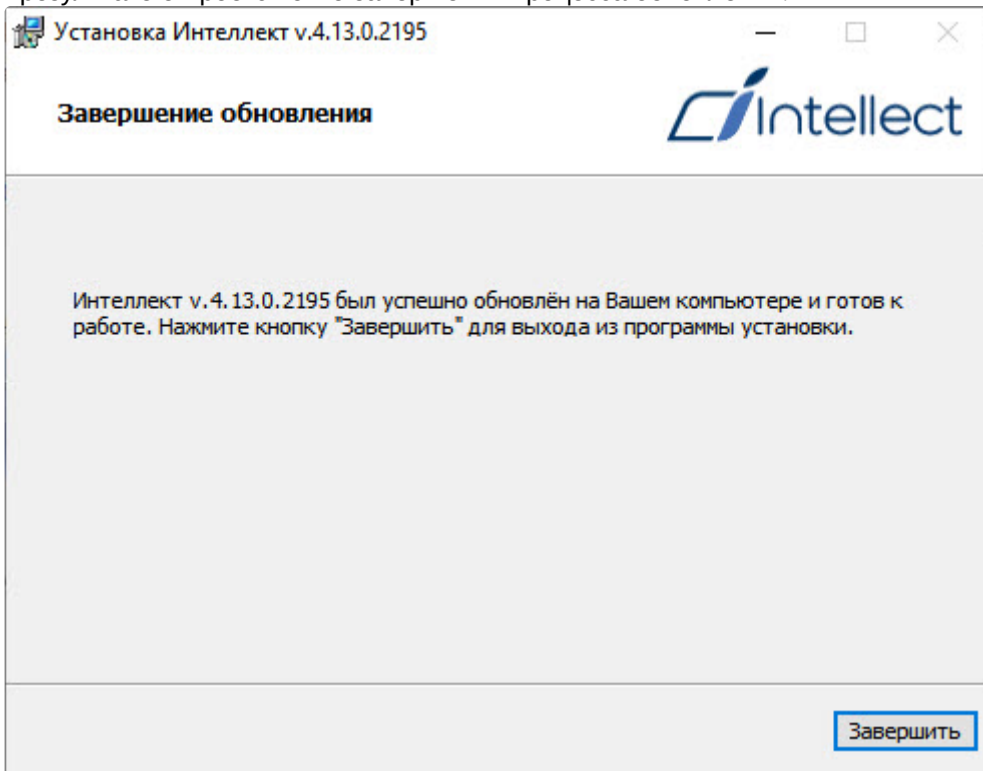 Установка Интеллект v.4.13.0.2195
Завершение обновления
Intellect
Интеллект v.4.13.0.2195 был успешно обновлён на Вашем компьютере и готов к
работе. Нажмите кнопку "Завершить" для выхода из программы установки.
Завершить